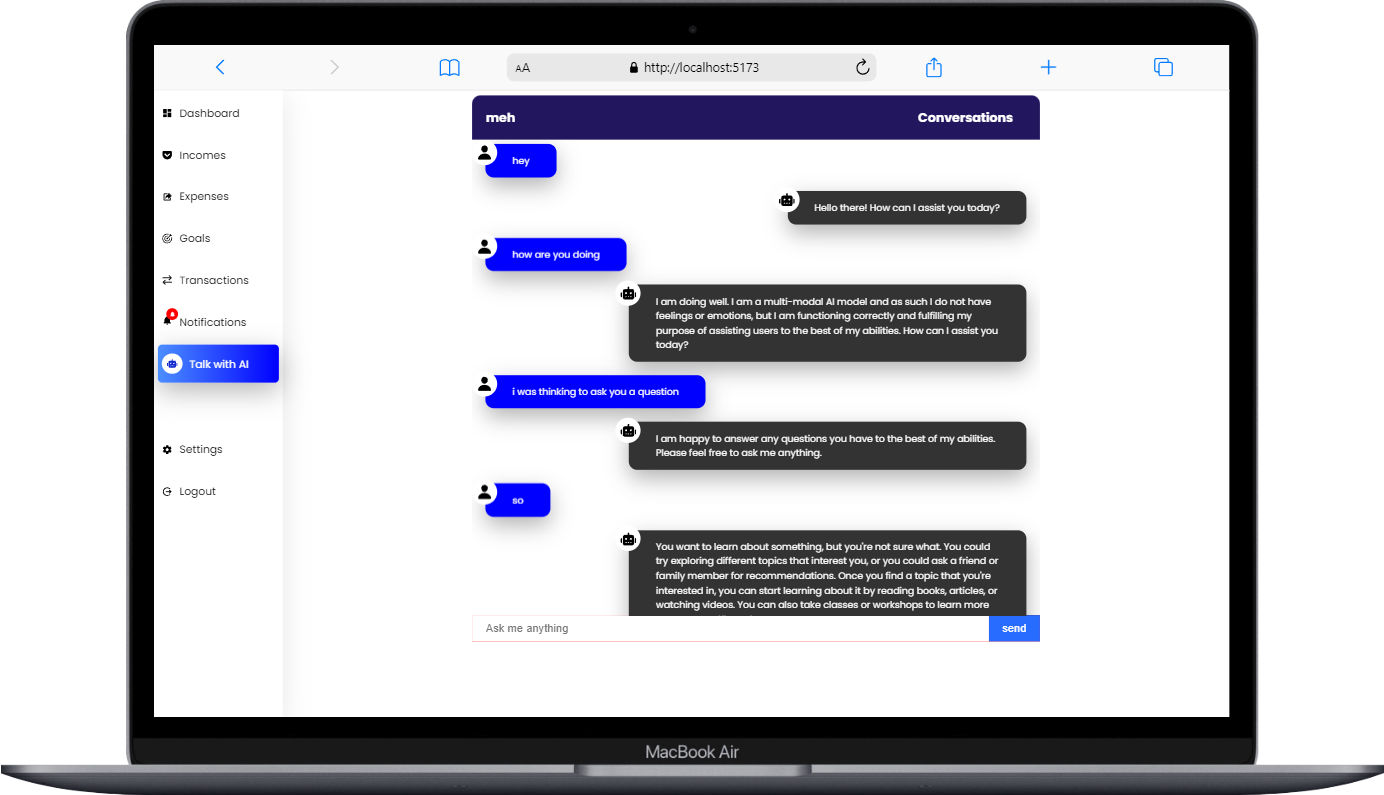 AA
http://localhost:5173
Dashboard
Incomes
Expenses
Goals
Transactions
Notifications
Talk with AI
Settings
Logout
meh
Conversations
hey
Hello there! How can I assist you today?
how are you doing
I am doing well. I am a multi-modal AI model and as such I do not have
feelings or emotions, but I am functioning correctly and fulfilling my
purpose of assisting users to the best of my abilities. How can I assist you
today?
i was thinking to ask you a question
I am happy to answer any questions you have to the best of my abilities.
Please feel free to ask me anything.
so
You want to learn about something, but you're not sure what. You could
try exploring different topics that interest you, or you could ask a friend or
family member for recommendations. Once you find a topic that you're
interested in, you can start learning about it by reading books, articles, or
watching videos. You can also take classes or workshops to learn more
Ask me anything
send
MacBook Air